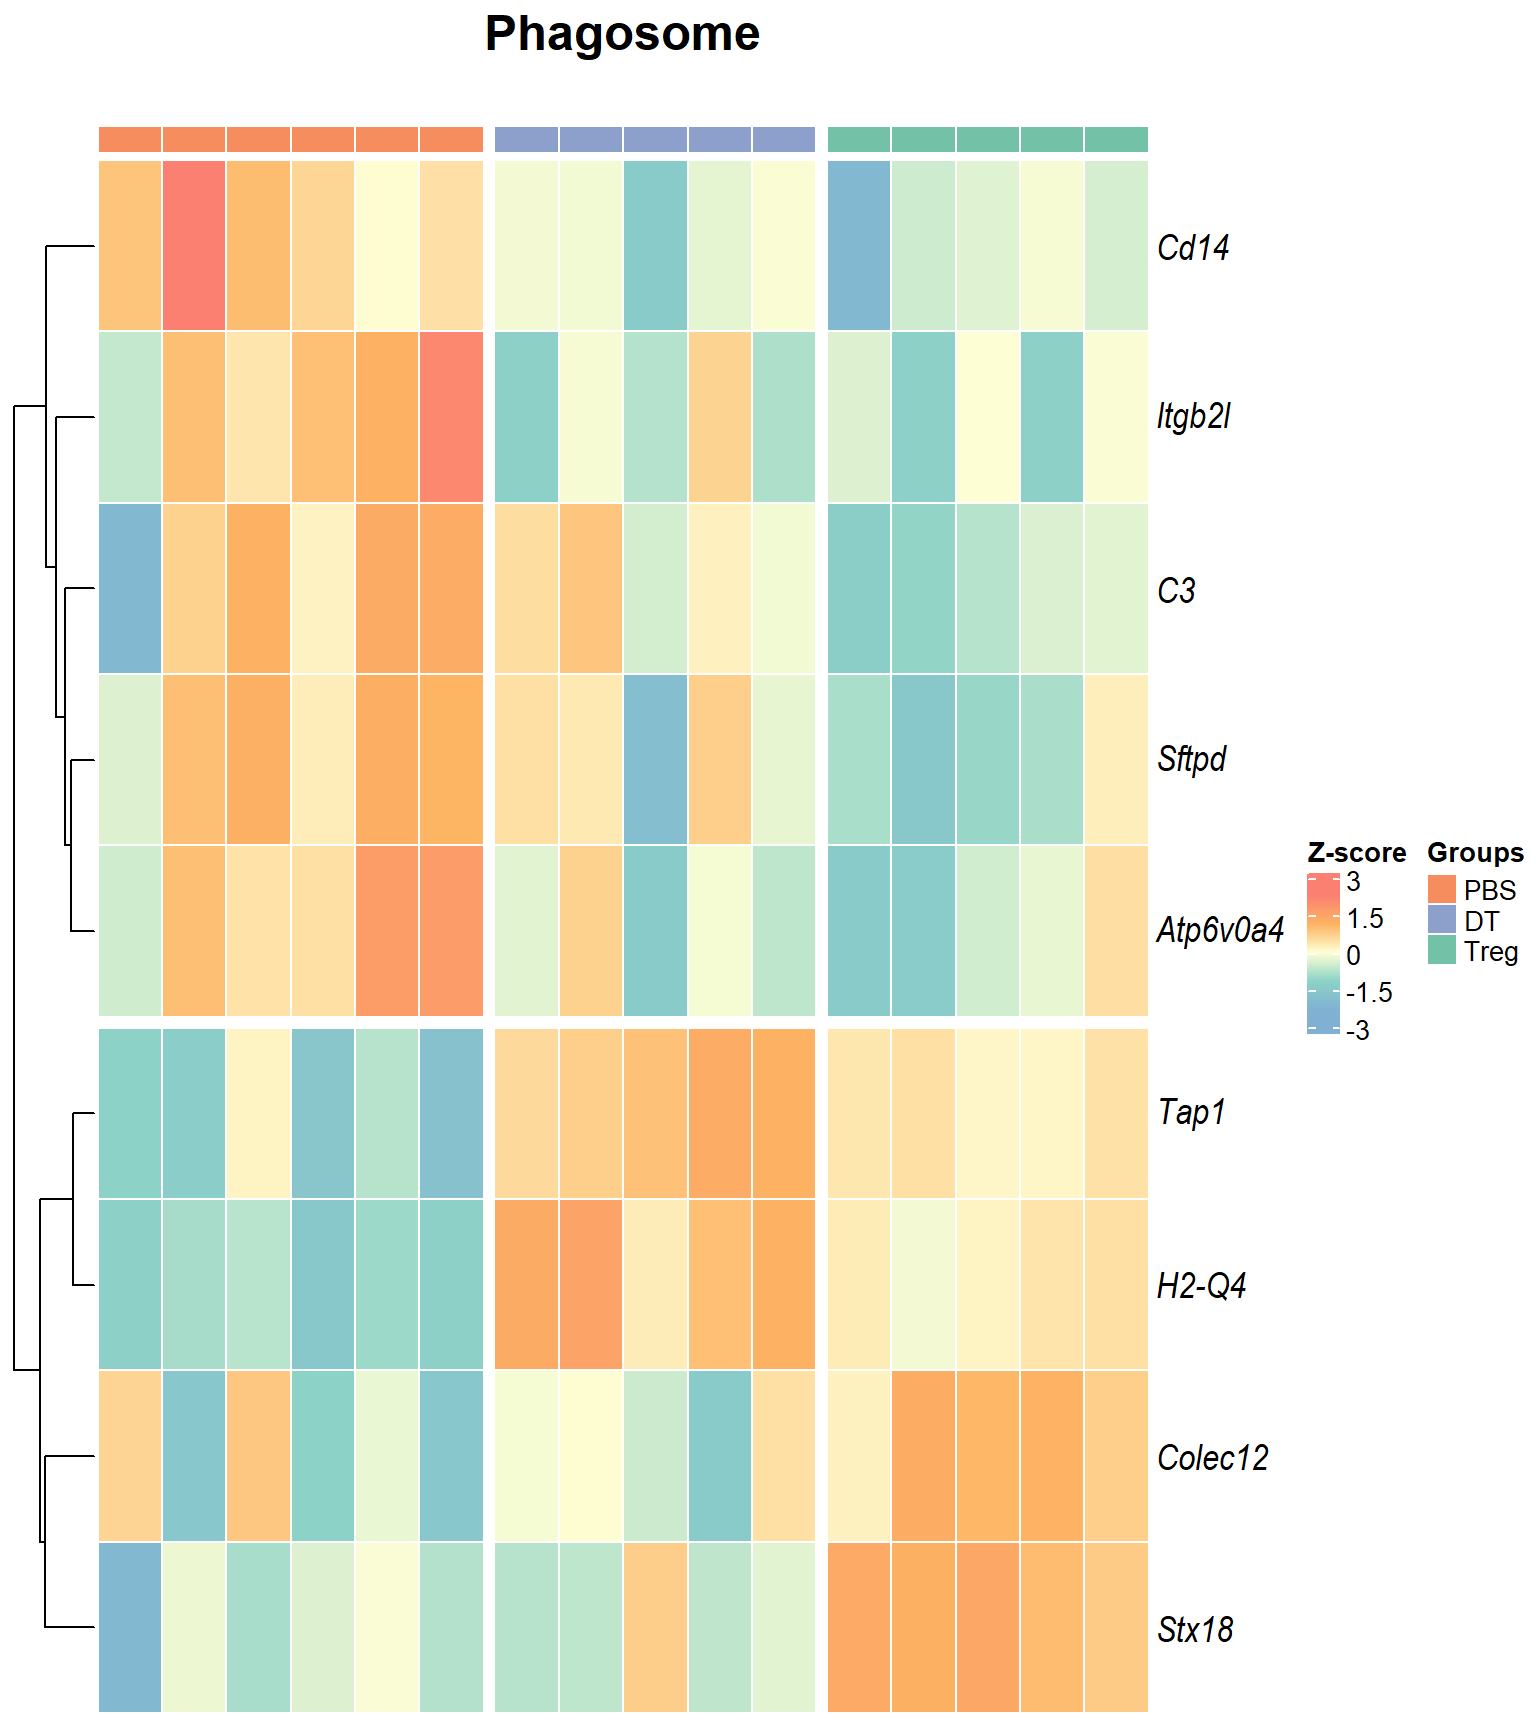 Phagosome
Cd14
Itgb2l
C3
Sftpd
Atp6v0a4
Tap1
H2-Q4
Colec12
Stx18
Z-score
3
1.5
0
-1.5
-3
Groups
PBS
DT
Treg